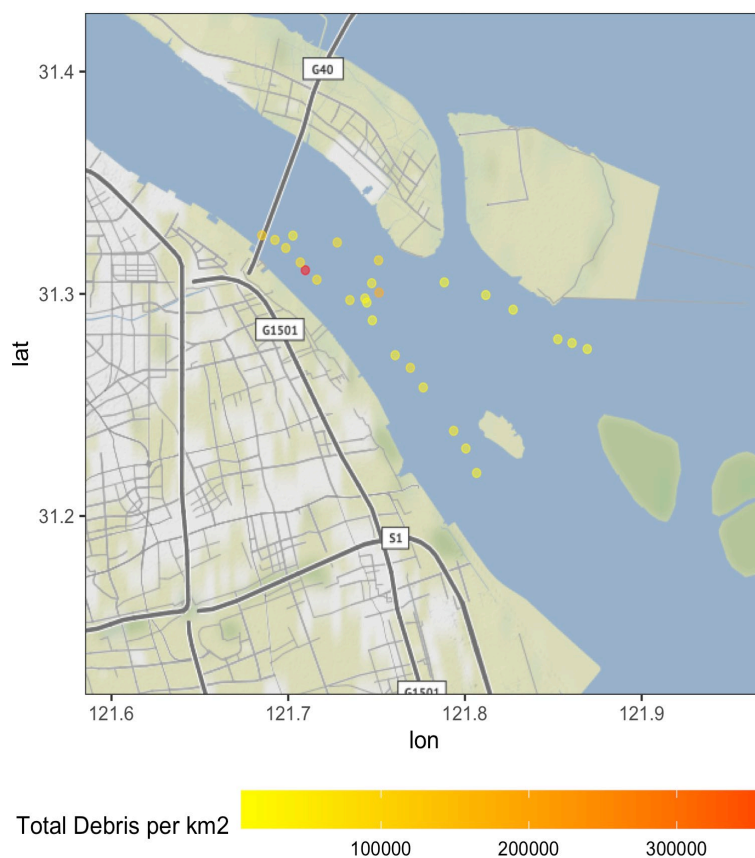 31.4
G40
31.3
G1501
lat
31.2
S1
G1501
121.6 121.7 121.8 121.9
lon
Total Debris per km2
100000 200000 300000